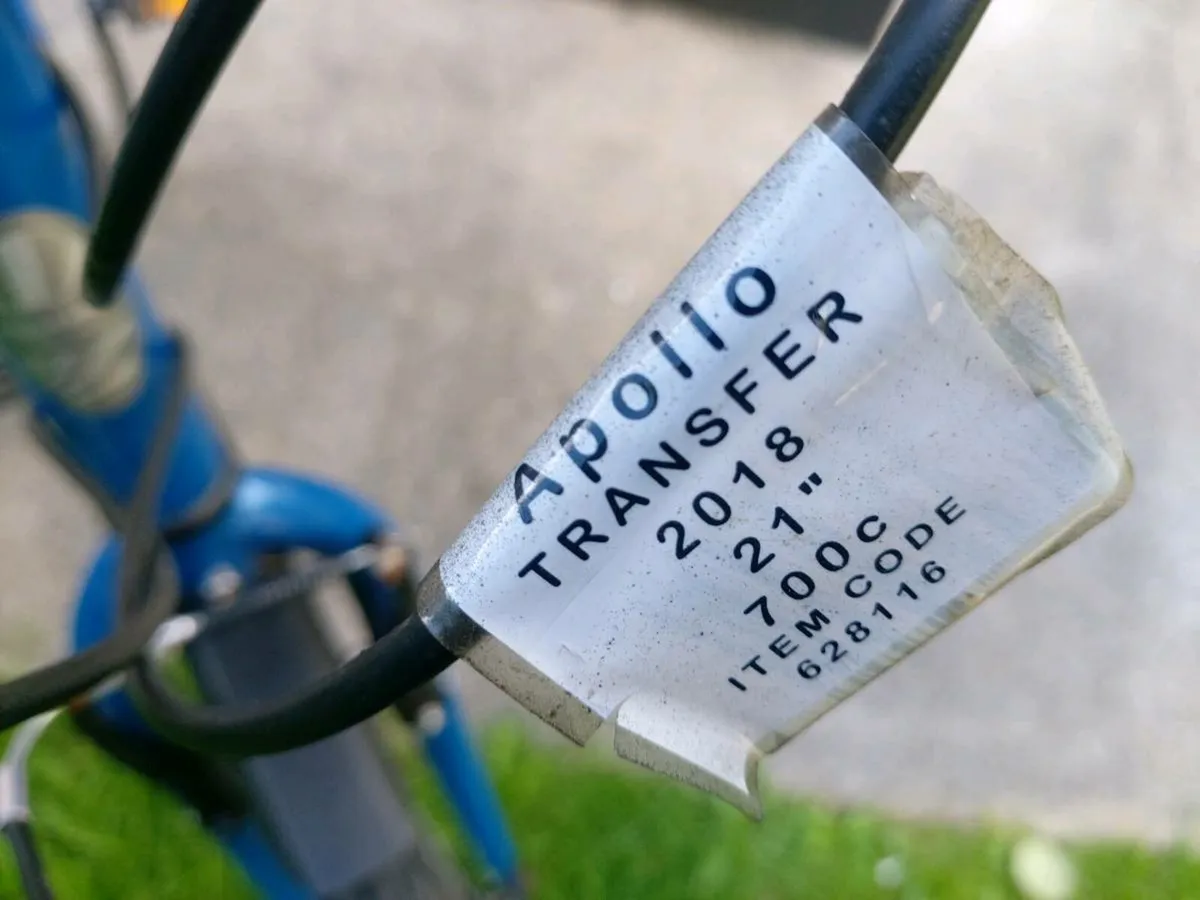 Apollo
TRANSFER
2018
21"
700C
ITEM CODE
628116